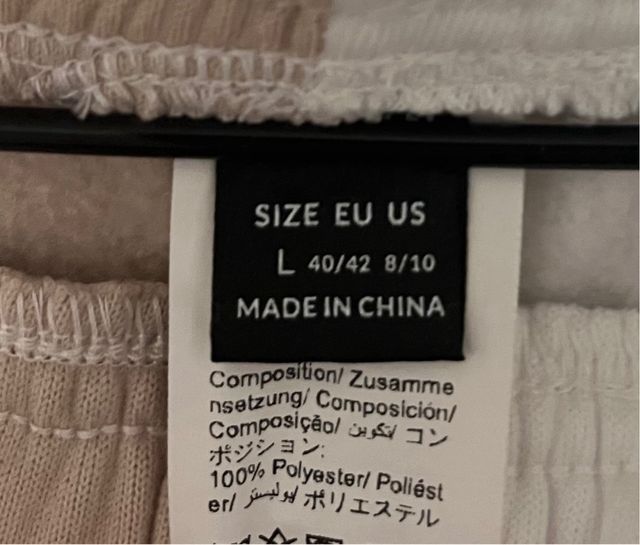 SIZE EU US
L 40/42 8/10
MADE IN CHINA
Composition/ Zusamme
nsetzung/ Composición/
Composição/ تكوين/ コン
ポジション:
100% Polyester/ Poliést
er/ بوليستر/ ポリエステル